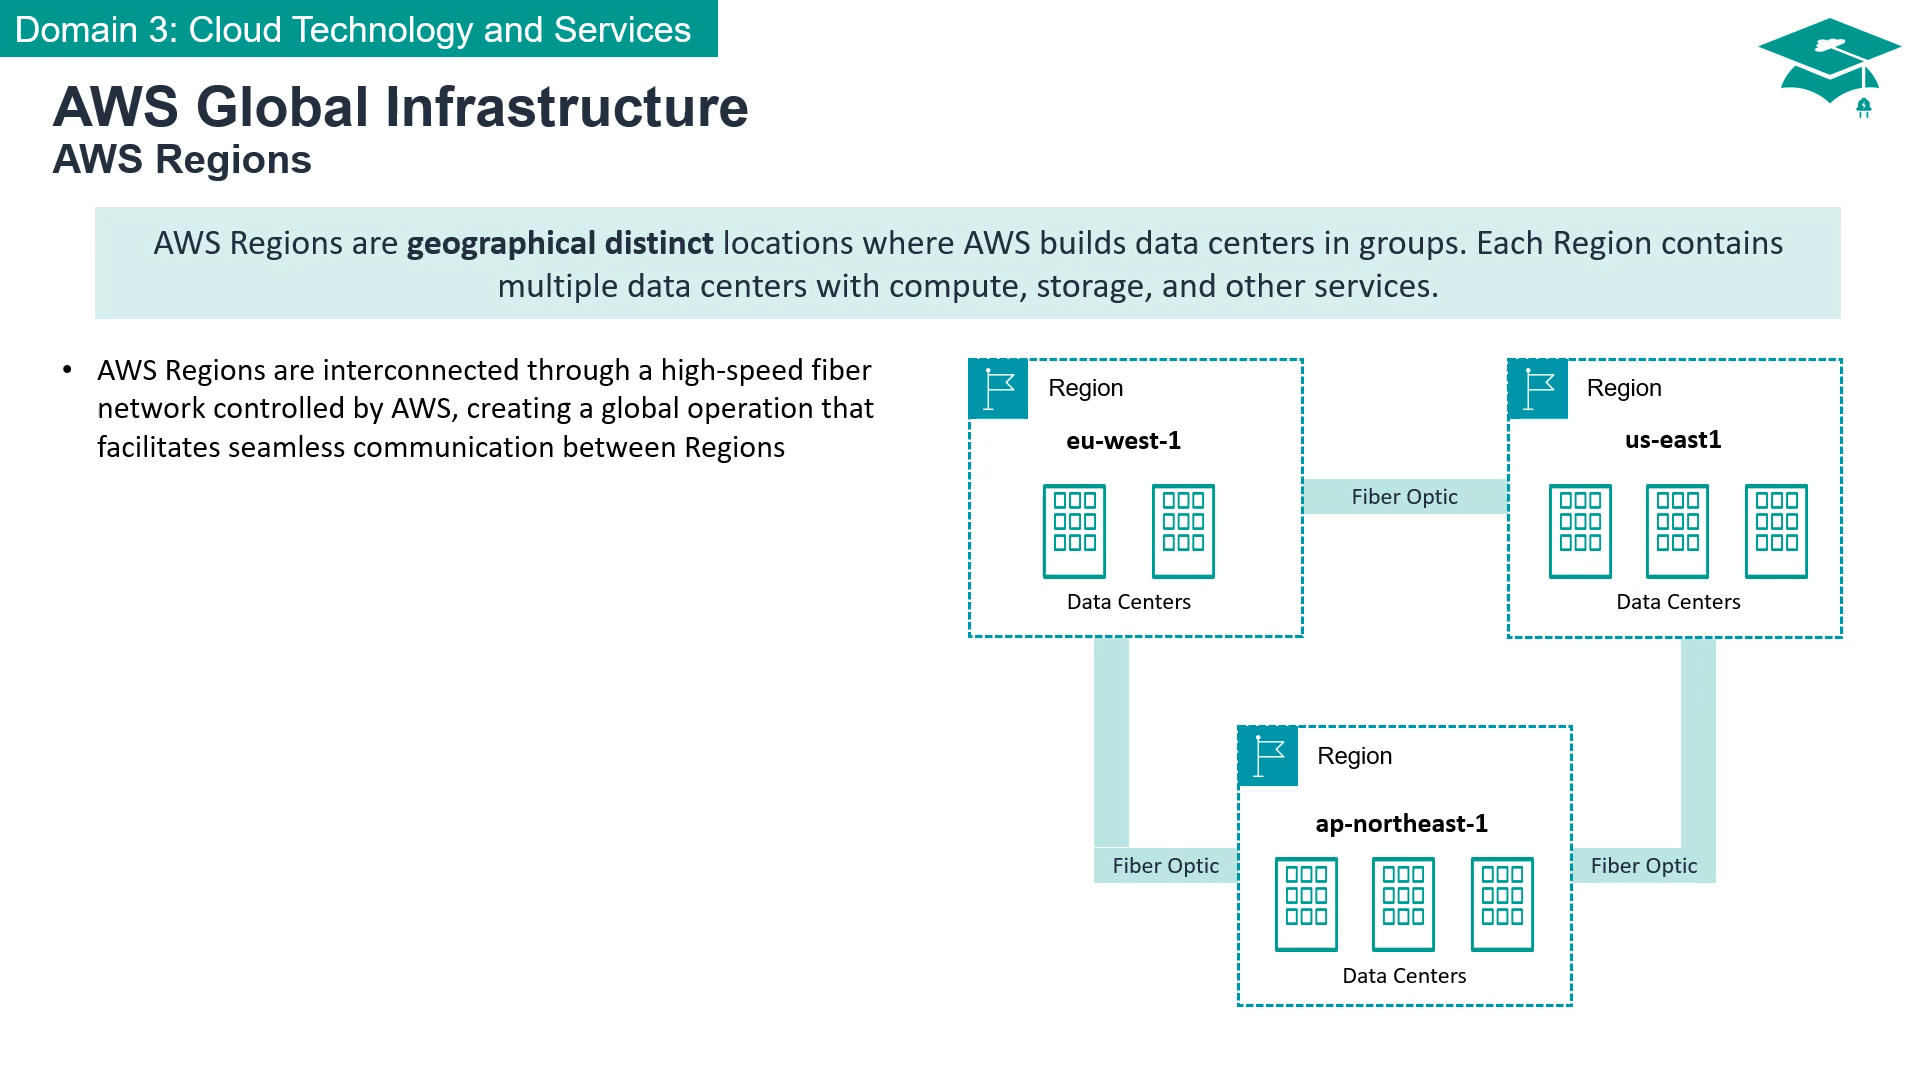 Domain 3: Cloud Technology and Services
AWS Global Infrastructure
AWS Regions
AWS Regions are geographical distinct locations where AWS builds data centers in groups. Each Region contains
multiple data centers with compute, storage, and other services.
• AWS Regions are interconnected through a high-speed fiber
network controlled by AWS, creating a global operation that
facilitates seamless communication between Regions
Region
eu-west-1
Data Centers
Fiber Optic
Region
us-east1
Data Centers
Fiber Optic
Region
ap-northeast-1
Data Centers
Fiber Optic